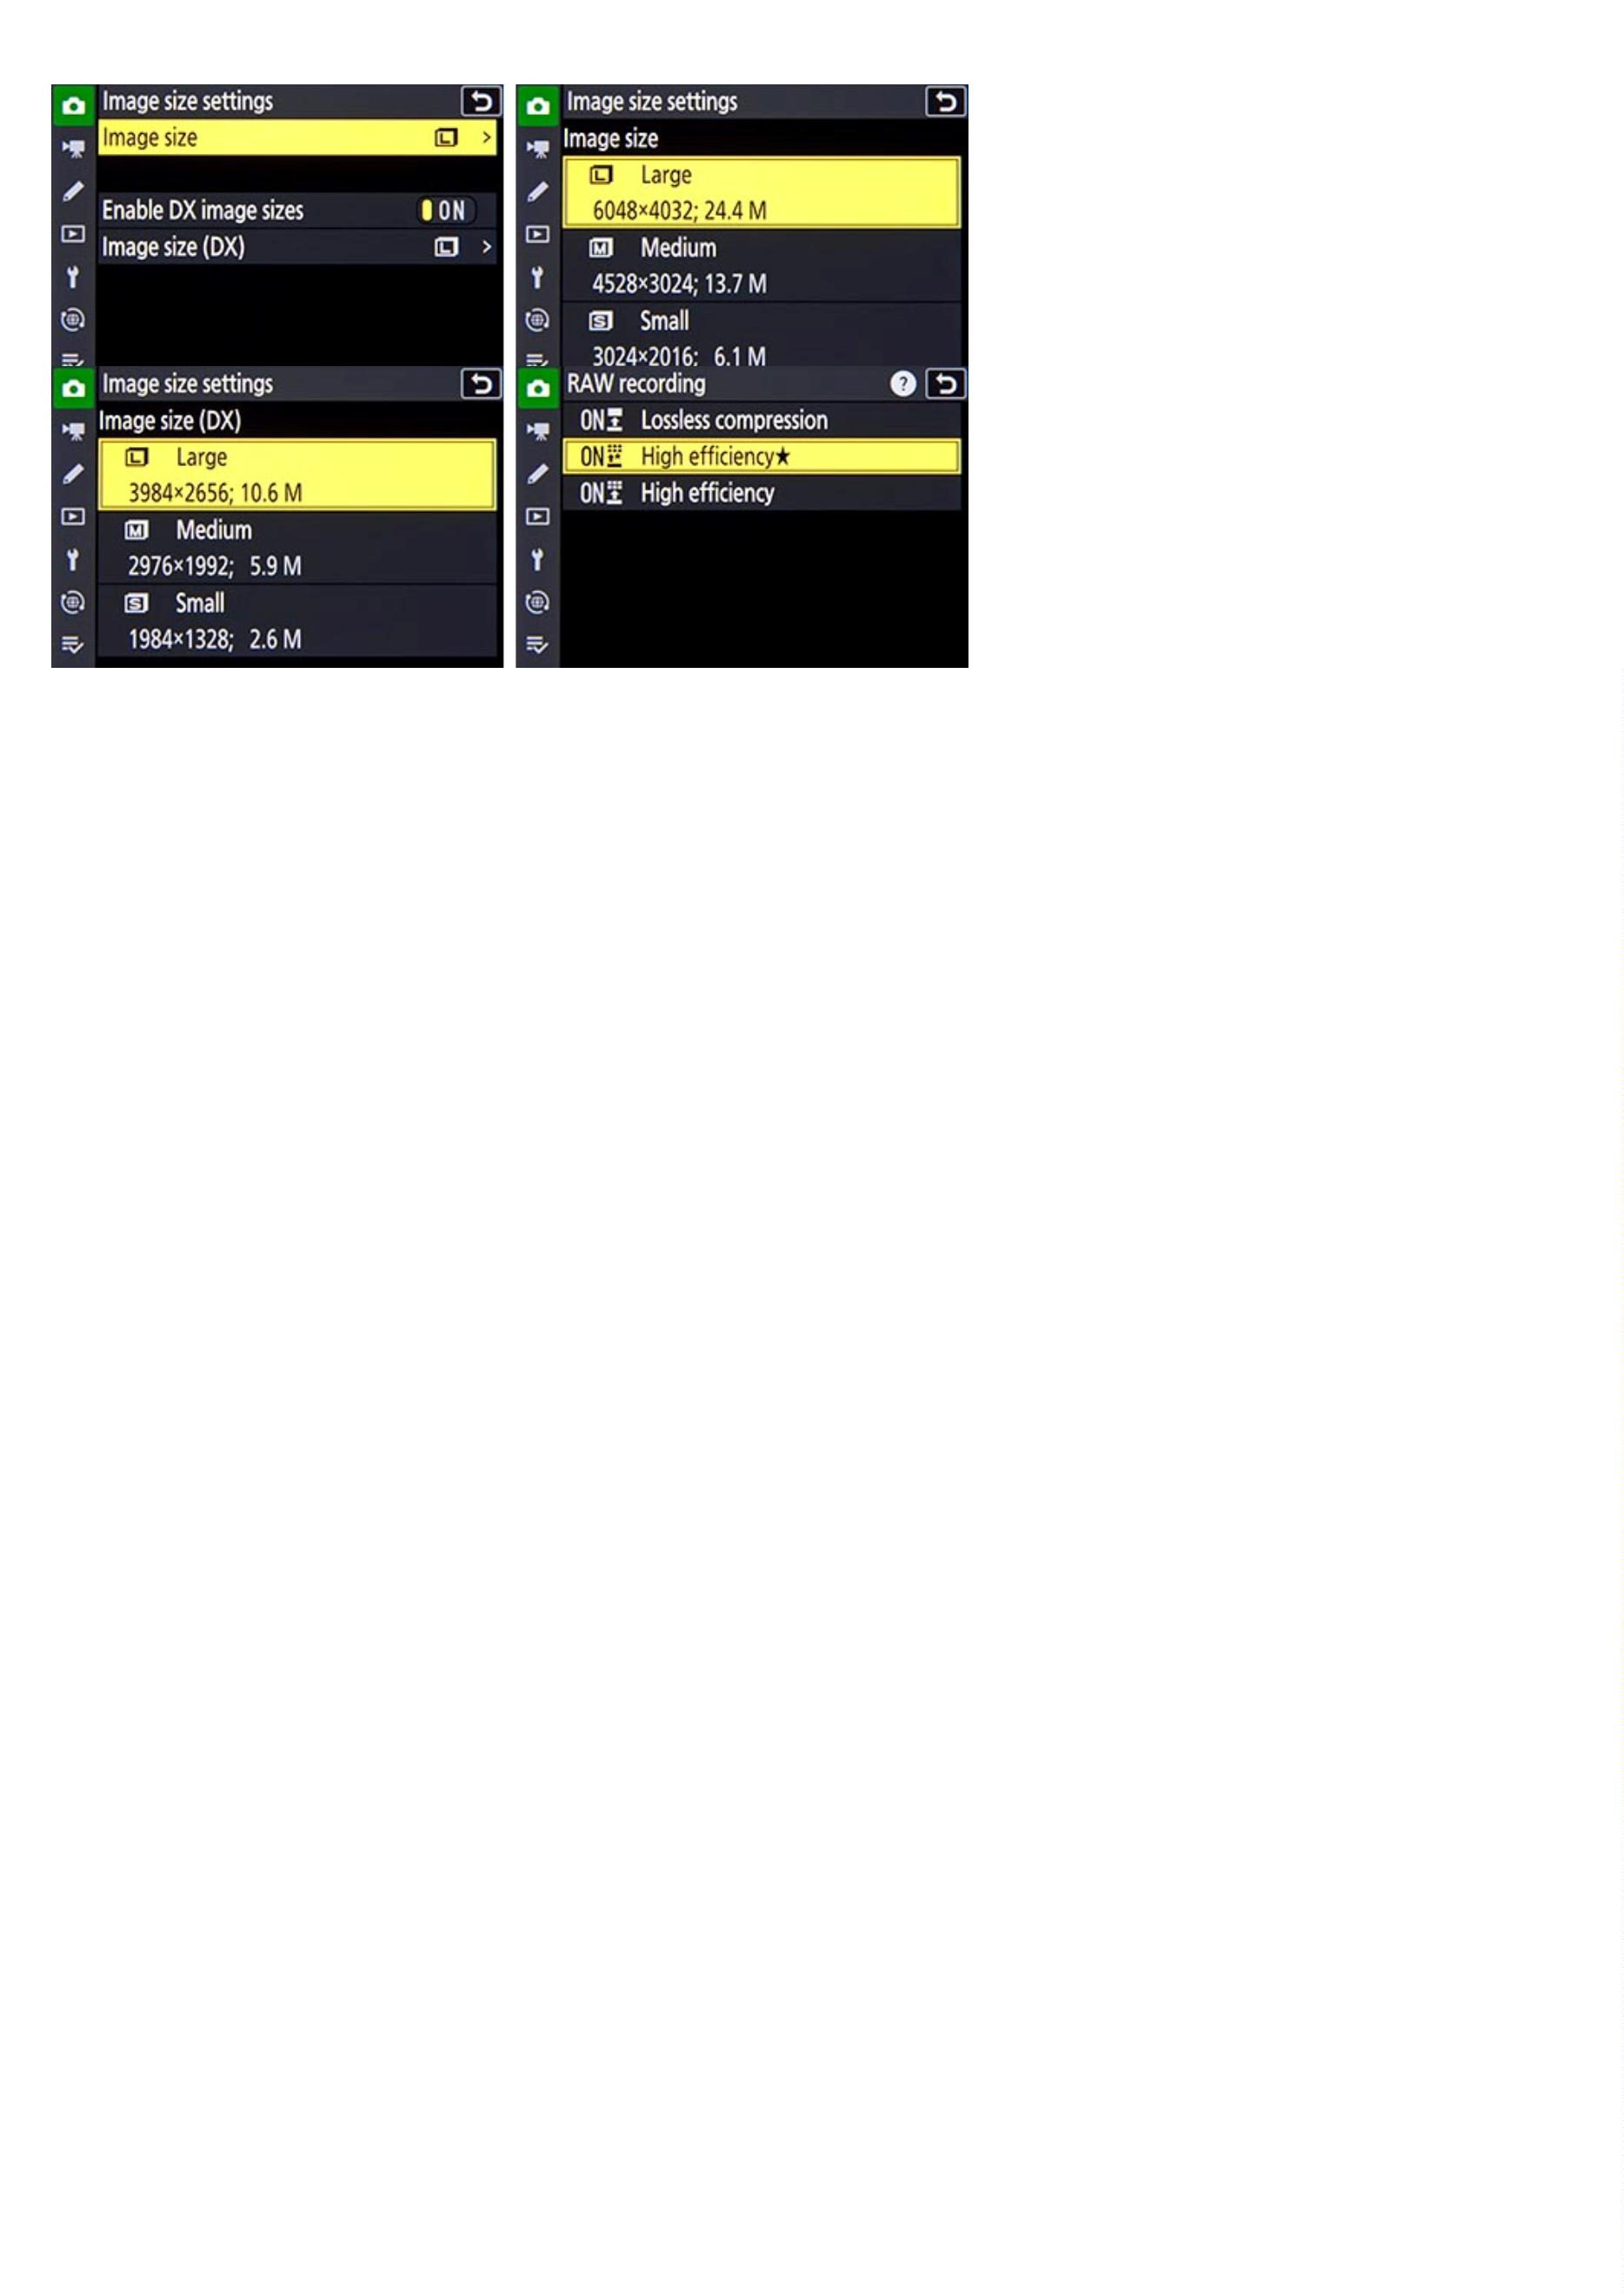 Image size settings
Image size
Enable DX image sizes ON
Image size (DX)
Image size settings
Image size
L Large
6048×4032; 24.4 M
M Medium
4528×3024; 13.7 M
S Small
3024×2016; 6.1 M
Image size settings
Image size (DX)
L Large
3984×2656; 10.6 M
M Medium
2976×1992; 5.9 M
S Small
1984×1328; 2.6 M
RAW recording ?
ON Lossless compression
ON High efficiency★
ON High efficiency